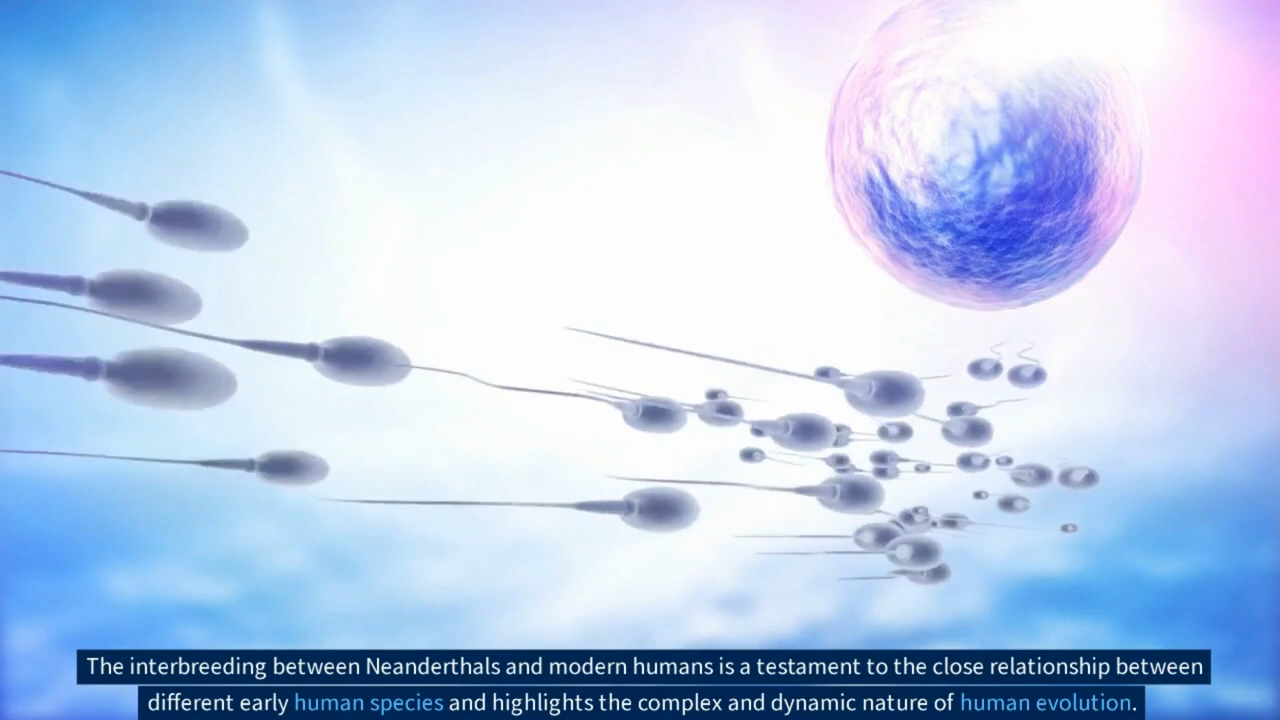 The interbreeding between Neanderthals and modern humans is a testament to the close relationship between
different early human species and highlights the complex and dynamic nature of human evolution.